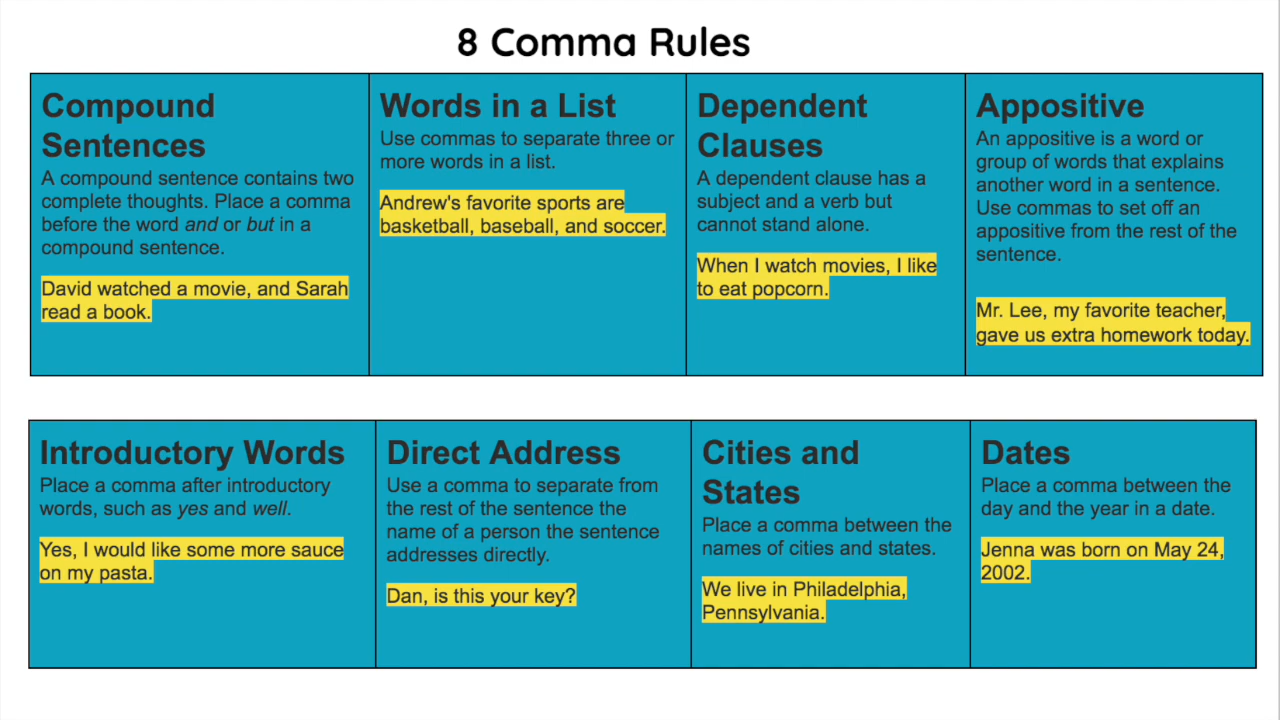 8 Comma Rules
Compound
Sentences
A compound sentence contains two
complete thoughts. Place a comma
before the word and or but in a
compound sentence.
David watched a movie, and Sarah
read a book.
Words in a List
Use commas to separate three or
more words in a list.
Andrew's favorite sports are
basketball, baseball, and soccer.
Dependent
Clauses
A dependent clause has a
subject and a verb but
cannot stand alone.
When I watch movies, I like
to eat popcorn.
Appositive
An appositive is a word or
group of words that explains
another word in a sentence.
Use commas to set off an
appositive from the rest of the
sentence.
Mr. Lee, my favorite teacher,
gave us extra homework today.
Introductory Words
Place a comma after introductory
words, such as yes and well.
Yes, I would like some more sauce
on my pasta.
Direct Address
Use a comma to separate from
the rest of the sentence the
name of a person the sentence
addresses directly.
Dan, is this your key?
Cities and
States
Place a comma between the
names of cities and states.
We live in Philadelphia,
Pennsylvania.
Dates
Place a comma between the
day and the year in a date.
Jenna was born on May 24,
2002.